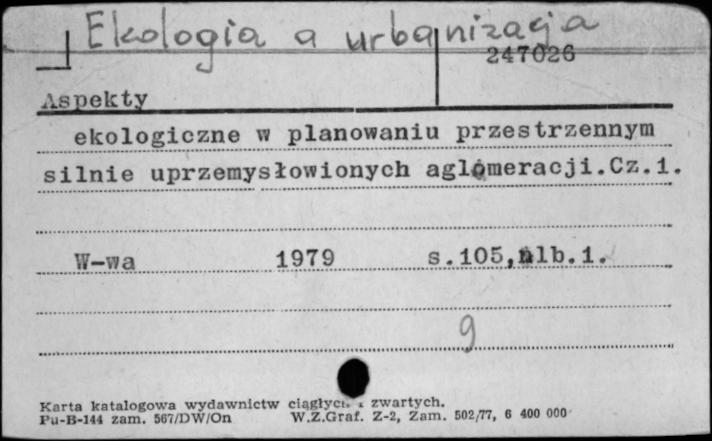 Ekologia a urbanizacja
247026
Aspekty
ekologiczne w planowaniu przestrzennym
silnie uprzemysłowionych aglomeracji.Cz.1.
W-wa 1979 s.105,nlb.1.
9
Karta katalogowa wydawnictw ciągłych i zwartych.
Pu-B-144 zam. 567/DW/On W.Z.Graf. Z-2, Zam. 502/77, 6 400 000